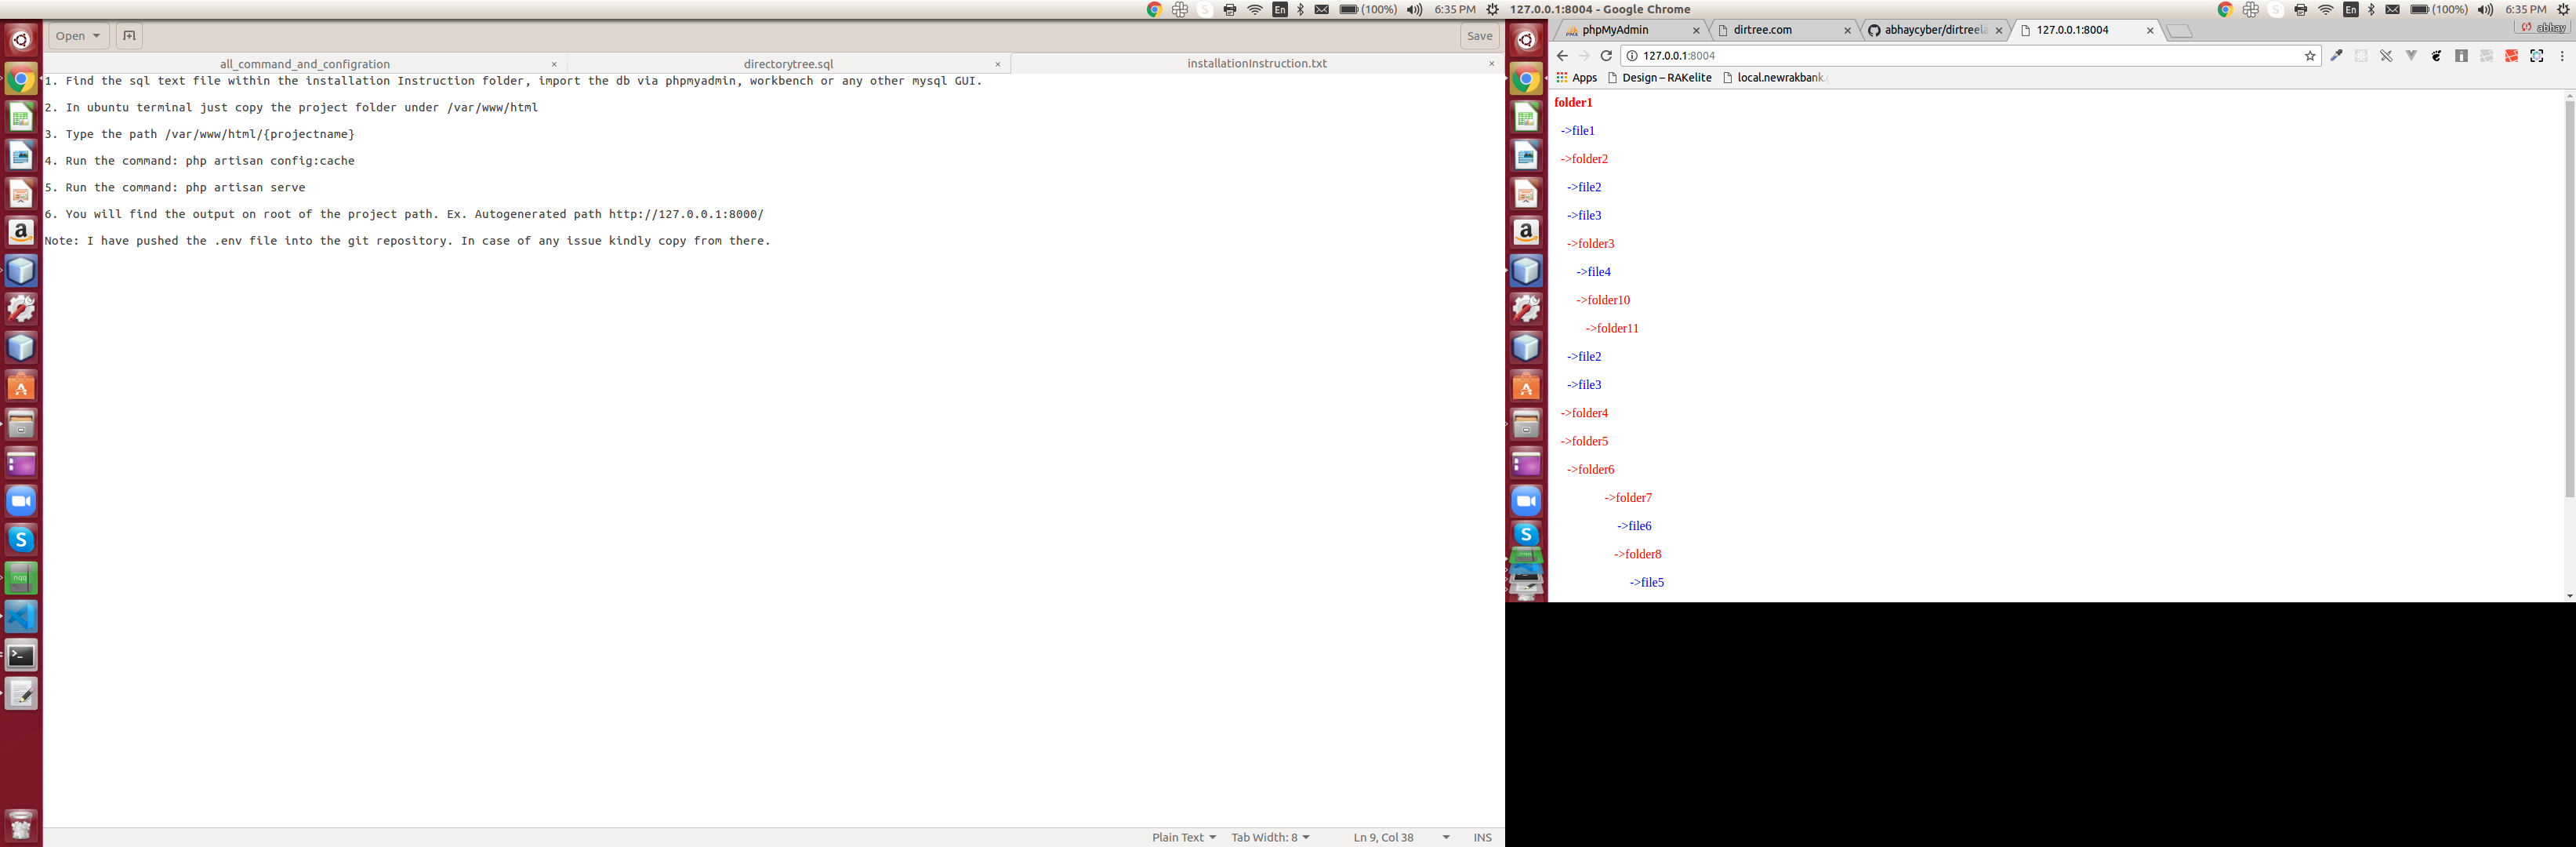 (100%) 6:35 PM
Open Save
all_command_and_configration directorytree.sql installationInstruction.txt
1. Find the sql text file within the installation Instruction folder, import the db via phpmyadmin, workbench or any other mysql GUI.
2. In ubuntu terminal just copy the project folder under /var/www/html
3. Type the path /var/www/html/{projectname}
4. Run the command: php artisan config:cache
5. Run the command: php artisan serve
6. You will find the output on root of the project path. Ex. Autogenerated path http://127.0.0.1:8000/
Note: I have pushed the .env file into the git repository. In case of any issue kindly copy from there.
Plain Text Tab Width: 8 Ln 9, Col 38 INS
127.0.0.1:8004 - Google Chrome En (100%) 6:35 PM
phpMyAdmin dirtree.com abhaycyber/dirtreela 127.0.0.1:8004 abhay
127.0.0.1:8004
Apps Design – RAKelite local.newrakbank
folder1
->file1
->folder2
->file2
->file3
->folder3
->file4
->folder10
->folder11
->file2
->file3
->folder4
->folder5
->folder6
->folder7
->file6
->folder8
->file5